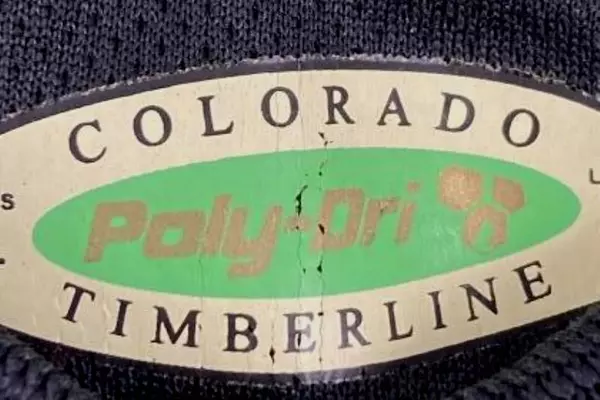 COLORADO
Poly-Dri
TIMBERLINE
S
L